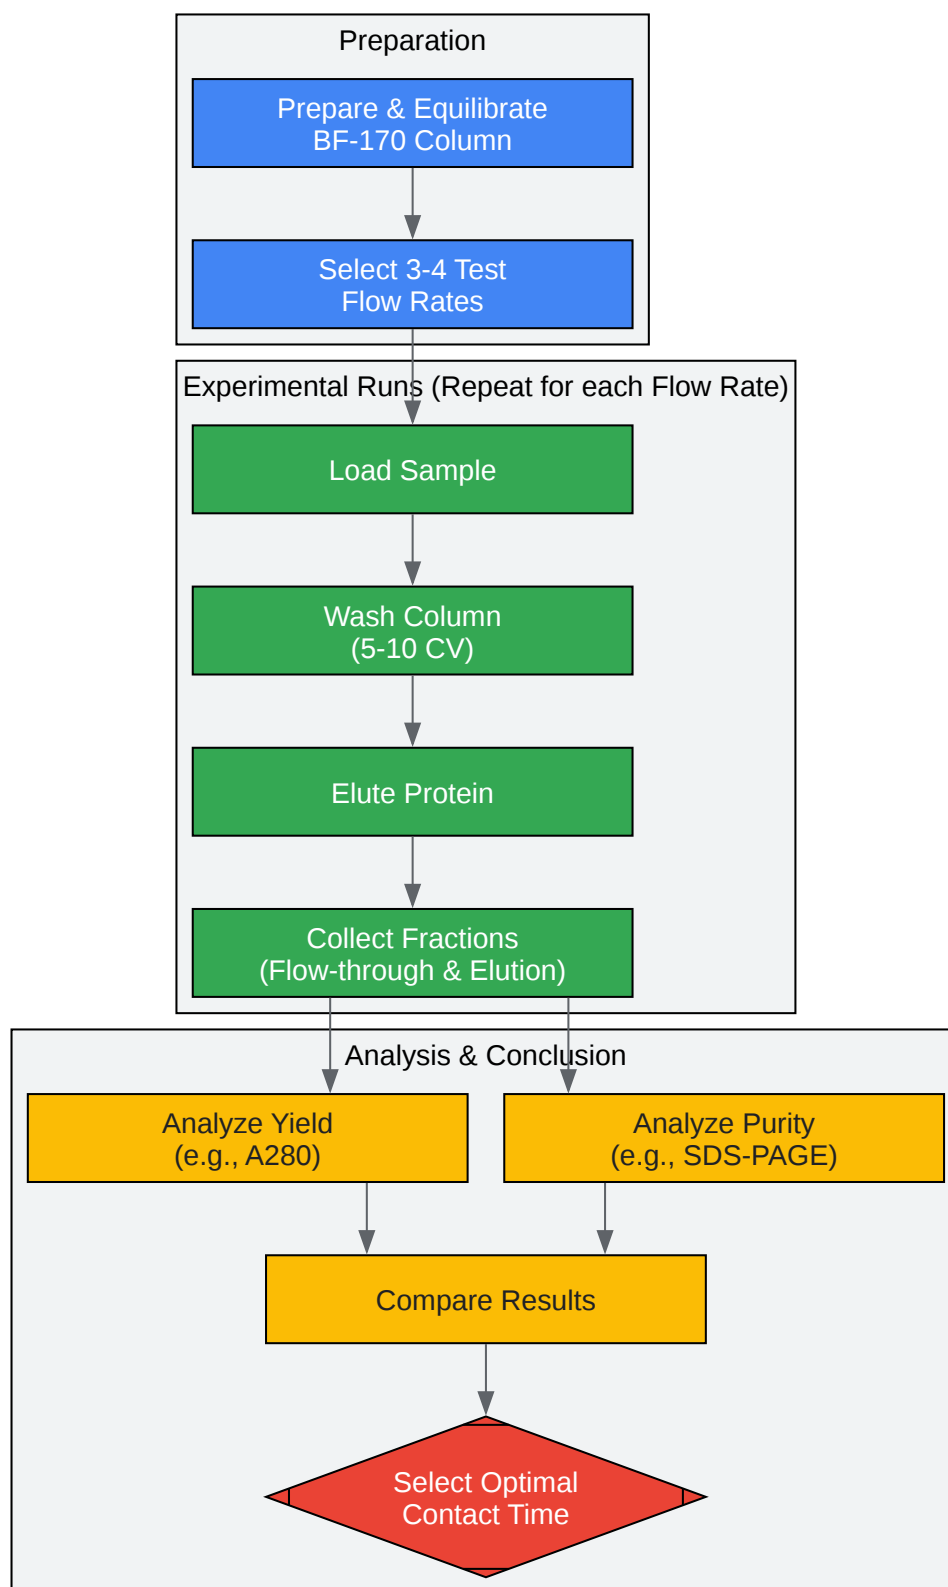 Preparation
Prepare & Equilibrate
BF-170 Column
Select 3-4 Test
Flow Rates
Experimental Runs (Repeat for each Flow Rate)
Load Sample
Wash Column
(5-10 CV)
Elute Protein
Collect Fractions
(Flow-through & Elution)
Analysis & Conclusion
Analyze Yield
(e.g., A280)
Analyze Purity
(e.g., SDS-PAGE)
Compare Results
Select Optimal
Contact Time